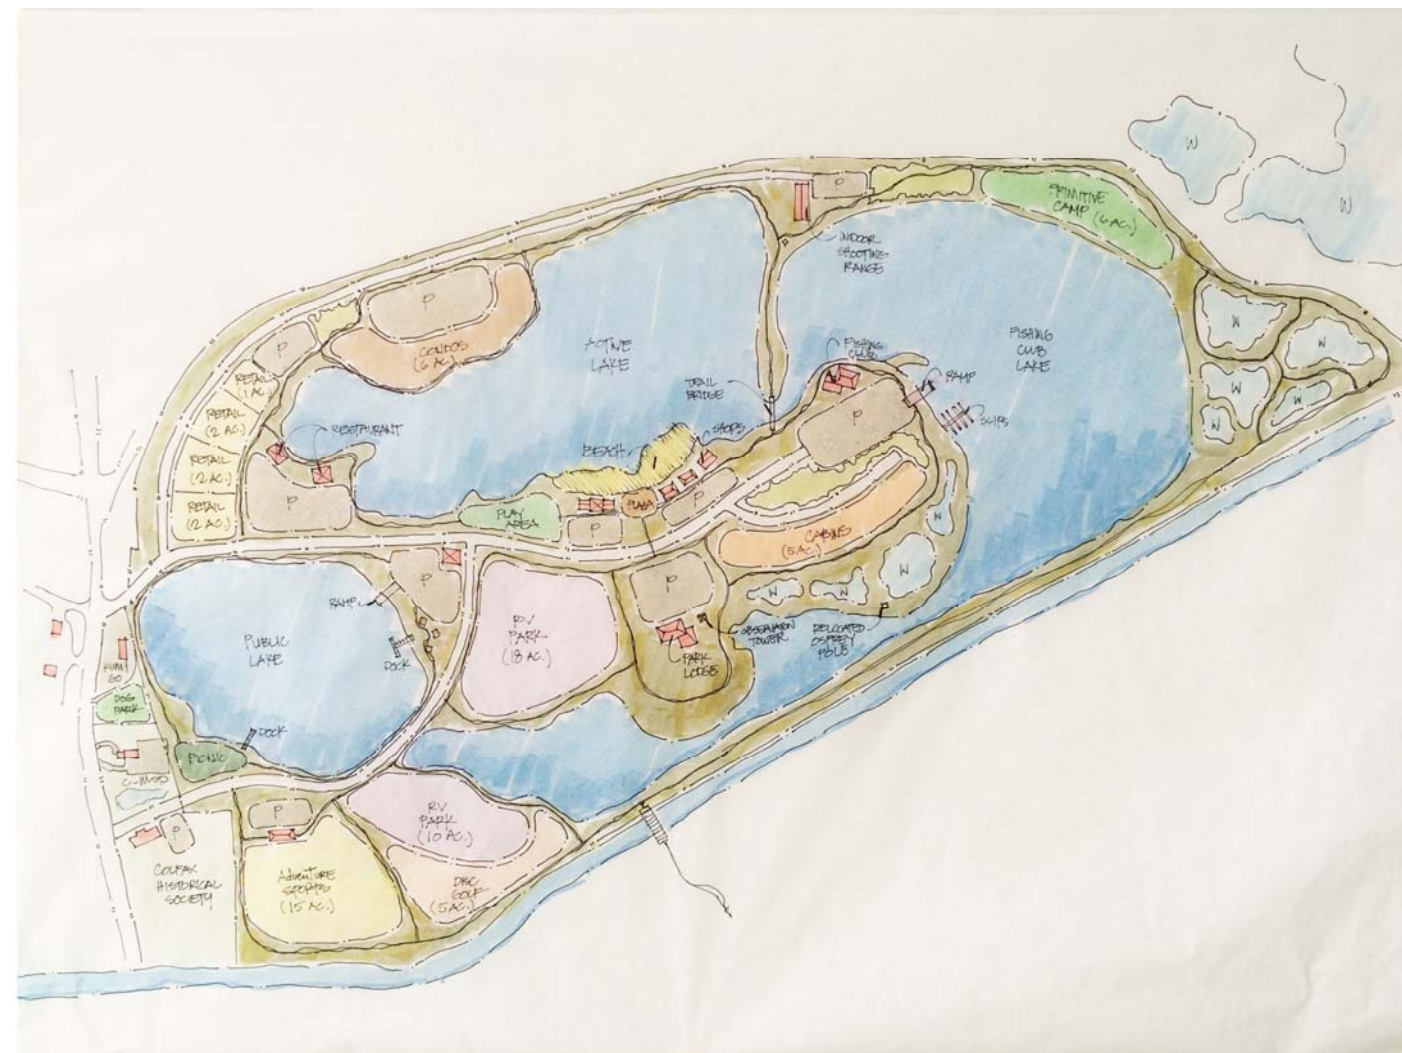 W
W
PRIMITIVE
CAMP (6 AC.)
P
INDOOR
SHOOTING
RANGE
P
CONDOS
(6 AC.)
ACTIVE
LAKE
FISHING
CLUB
LAKE
FISHING
CLUB
RAMP
SLIPS
W
W
W
W
W
P
RETAIL
(1 AC.)
RETAIL
(2 AC.)
RETAIL
(2 AC.)
RETAIL
(2 AC.)
RESTAURANT
P
TRAIL
BRIDGE
BEACH
SHOPS
P
PLAY
AREA
P
PLAZA
P
CABINS
(5 AC.)
W
W
W
W
RAMP
P
PUBLIC
LAKE
DOCK
DOCK
RV
PARK
(18 AC.)
P
OBSERVATION
TOWER
PARK
LODGE
RELOCATED
OSPREY
POLE
KUM
GO
DOG
PARK
PICNIC
P
P
COLFAX
HISTORICAL
SOCIETY
ADVENTURE
SPORTS
(15 AC.)
RV
PARK
(10 AC.)
DISC
GOLF
(5 AC.)